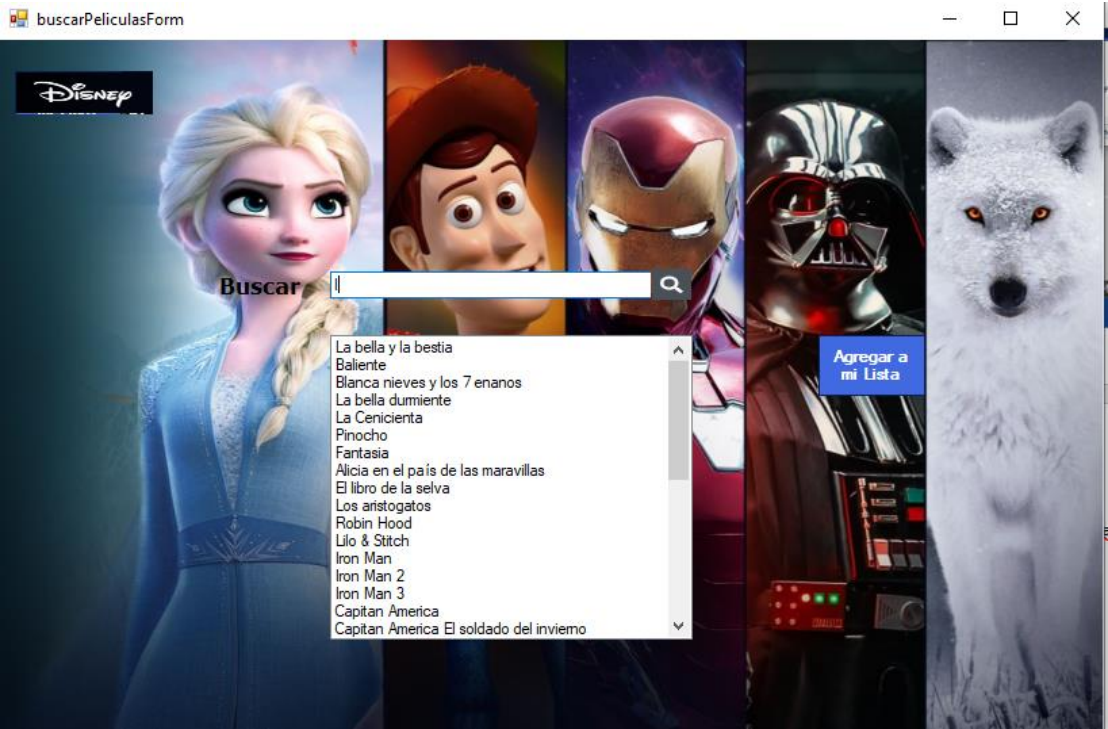 buscarPeliculasForm
Disney
Buscar
l
La bella y la bestia
Baliente
Blanca nieves y los 7 enanos
La bella durmiente
La Cenicienta
Pinocho
Fantasia
Alicia en el país de las maravillas
El libro de la selva
Los aristogatos
Robin Hood
Lilo & Stitch
Iron Man
Iron Man 2
Iron Man 3
Capitan America
Capitan America El soldado del invierno
Agregar a
mi Lista